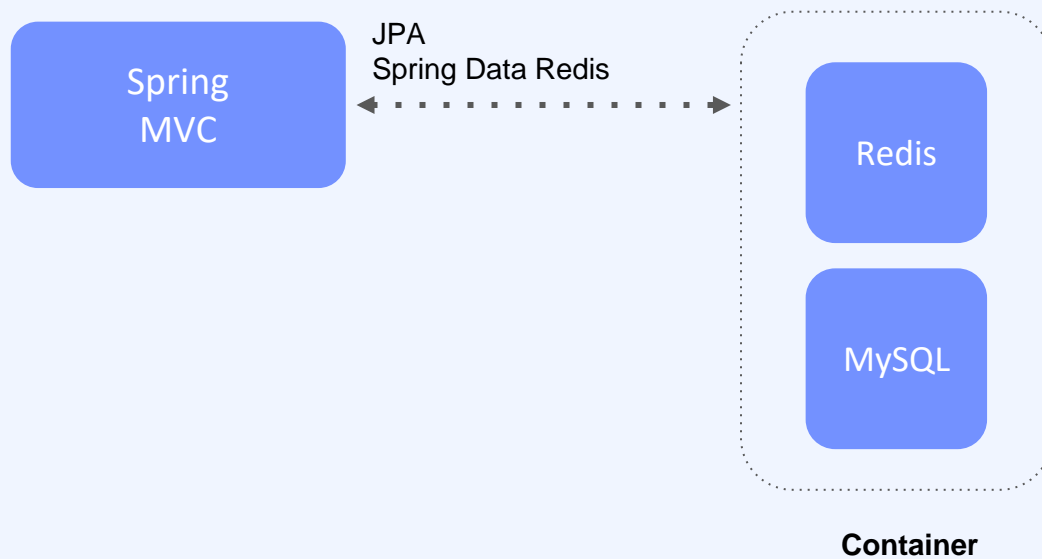 Spring
MVC
JPA
Spring Data Redis
Redis
MySQL
Container